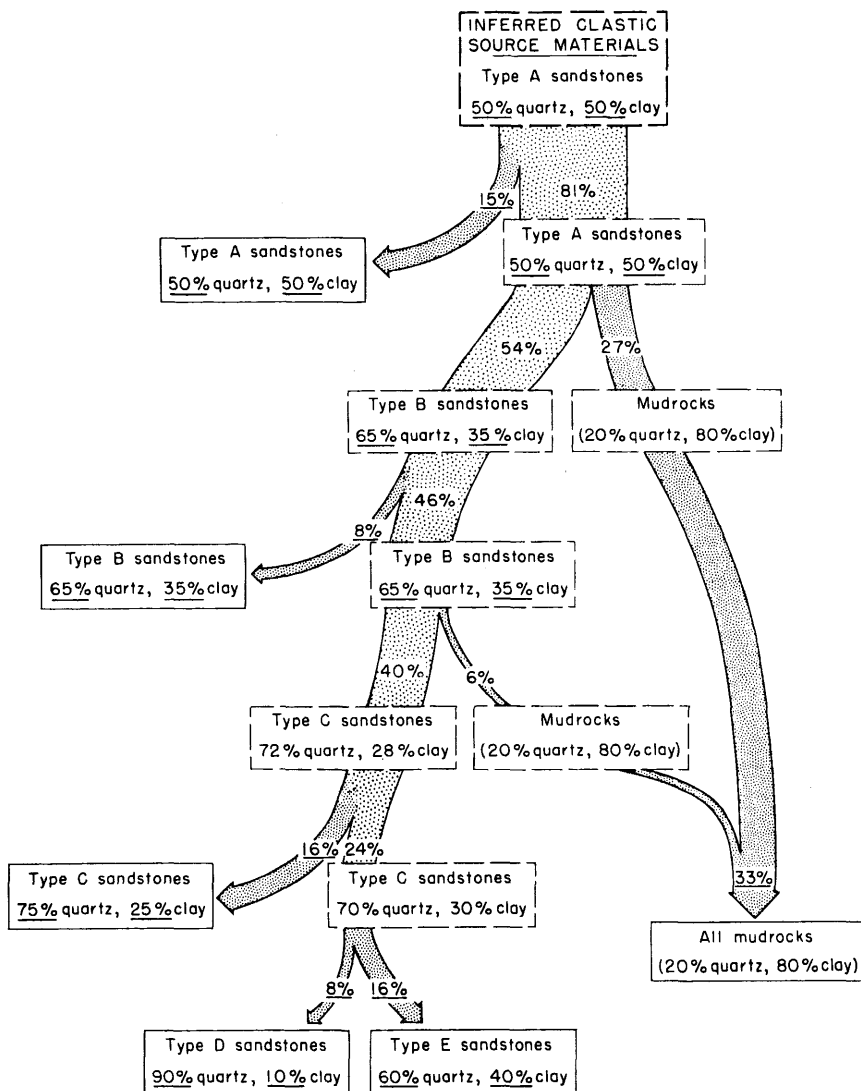 INFERRED CLASTIC
SOURCE MATERIALS
Type A sandstones
50% quartz, 50% clay
81%
15%
Type A sandstones
50% quartz, 50% clay
Type A sandstones
50% quartz, 50% clay
54%
27%
Type B sandstones
65% quartz, 35% clay
Mudrocks
(20% quartz, 80% clay)
46%
8%
Type B sandstones
65% quartz, 35% clay
Type B sandstones
65% quartz, 35% clay
40%
6%
Type C sandstones
72% quartz, 28% clay
Mudrocks
(20% quartz, 80% clay)
16%
24%
Type C sandstones
75% quartz, 25% clay
Type C sandstones
70% quartz, 30% clay
33%
All mudrocks
(20% quartz, 80% clay)
8%
16%
Type D sandstones
90% quartz, 10% clay
Type E sandstones
60% quartz, 40% clay